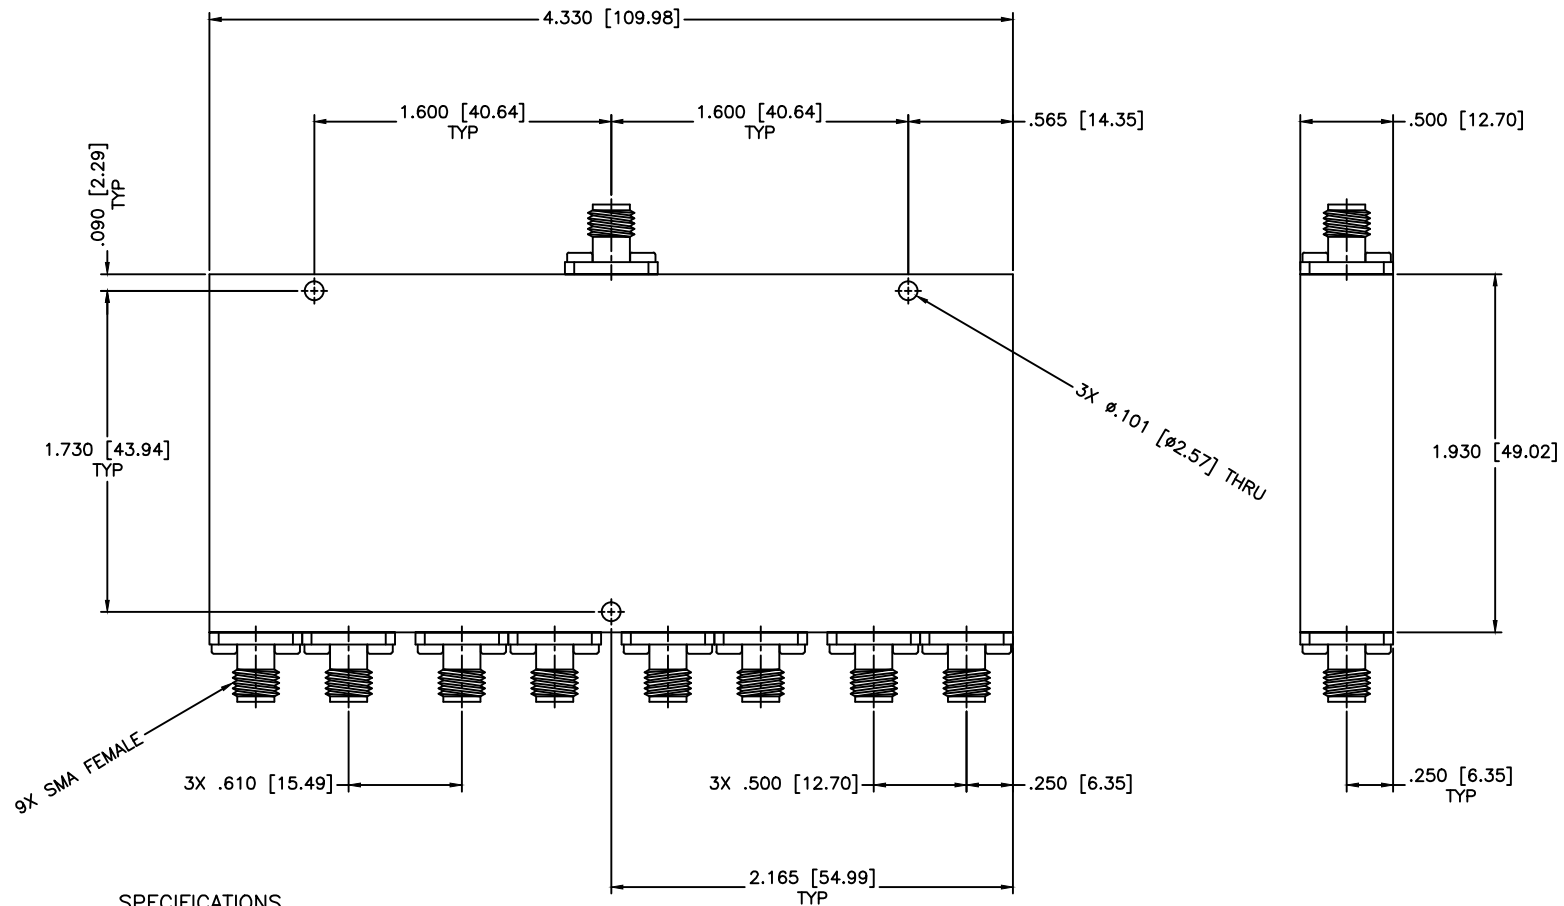 4.330 [109.98]
1.600 [40.64]
TYP
1.600 [40.64]
TYP
.565 [14.35]
.500 [12.70]
.090 [2.29]
TYP
3X ø.101 [ø2.57] THRU
1.730 [43.94]
TYP
1.930 [49.02]
9X SMA FEMALE
3X .610 [15.49]
3X .500 [12.70]
.250 [6.35]
.250 [6.35]
TYP
2.165 [54.99]
TYP
SPECIFICATIONS